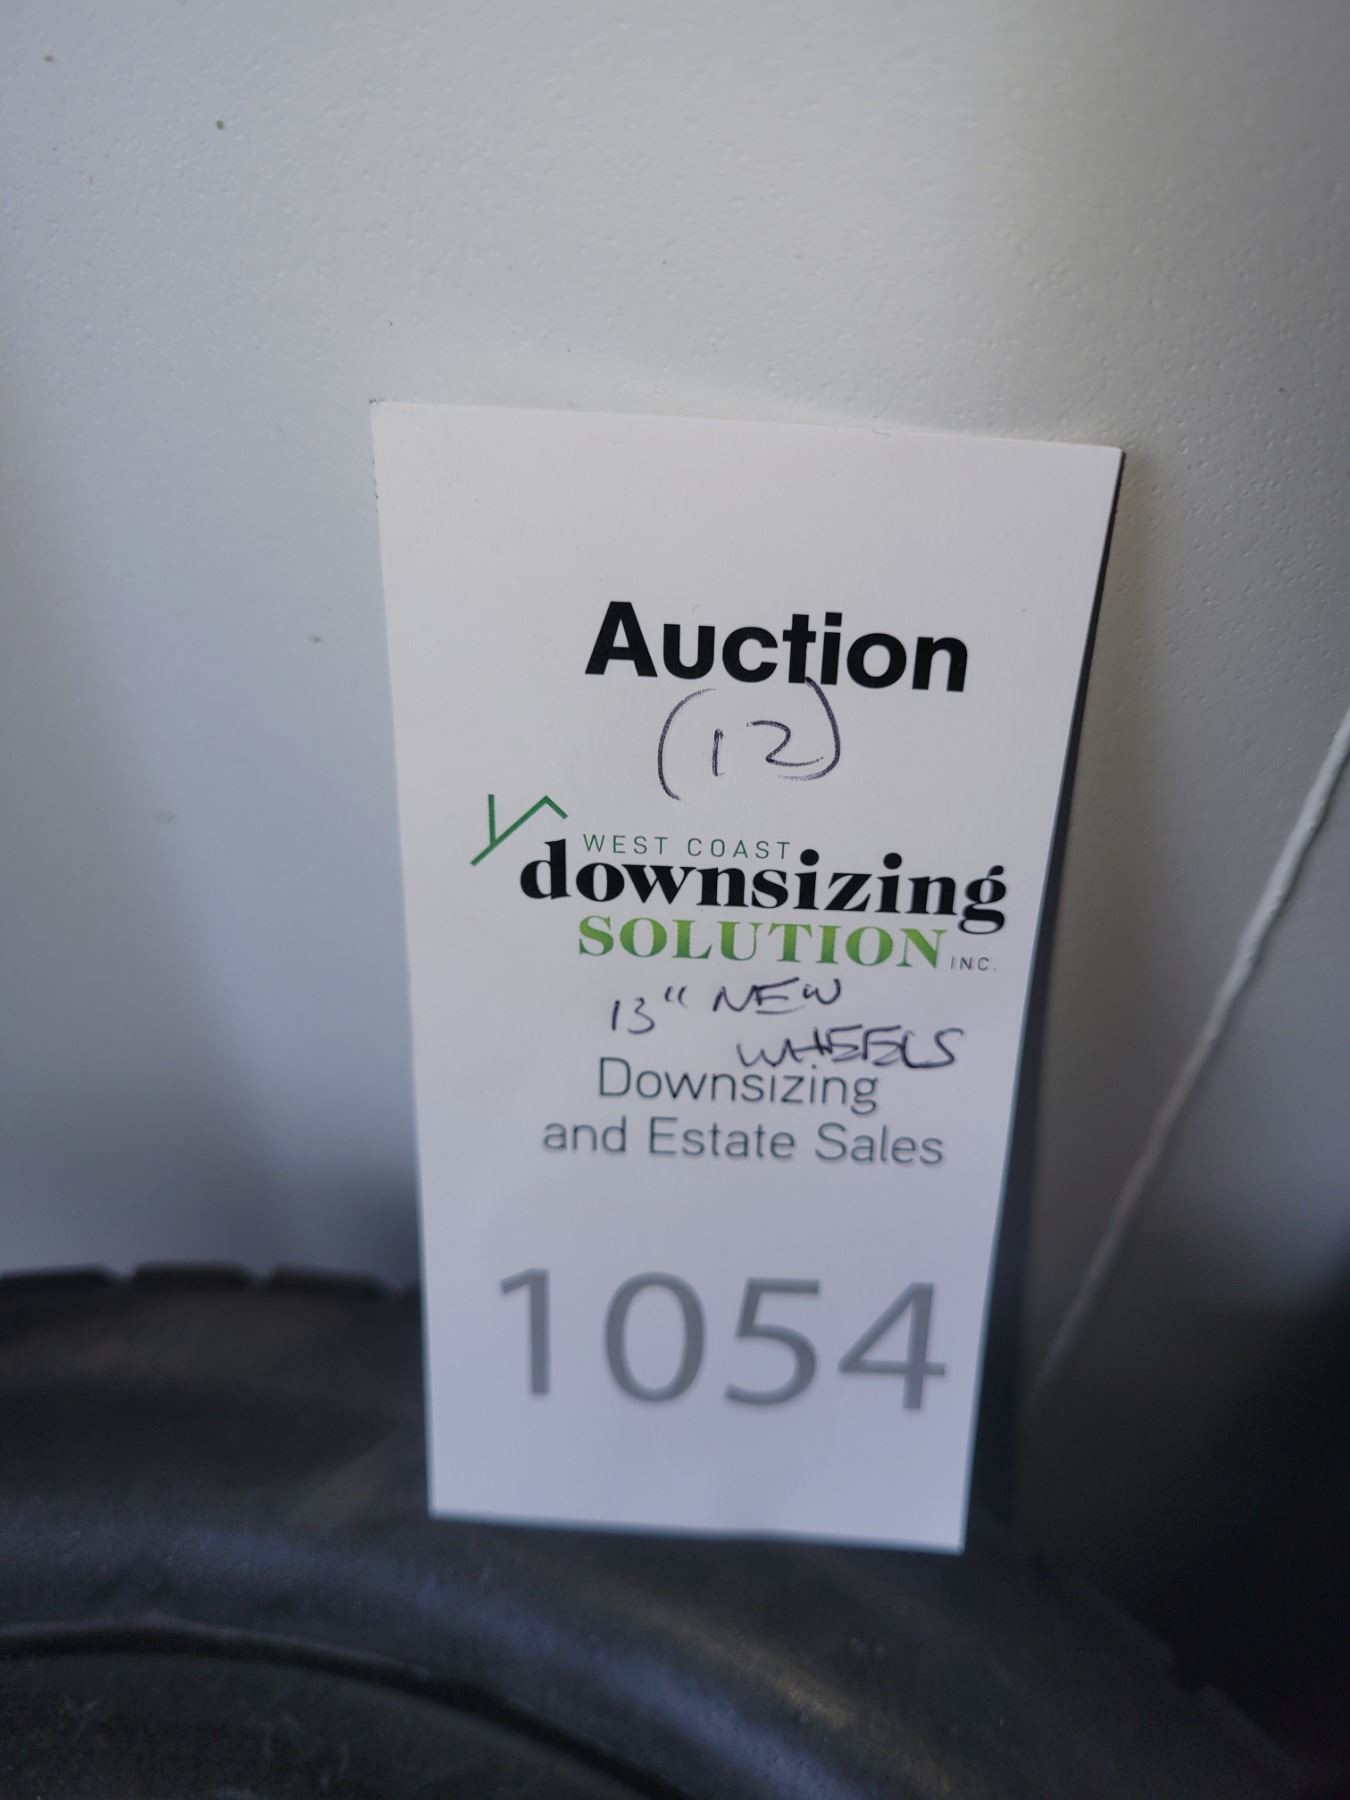 Auction
(12)
WEST COAST
downsizing
SOLUTION INC.
13" NEW
WHEELS
Downsizing
and Estate Sales
1054